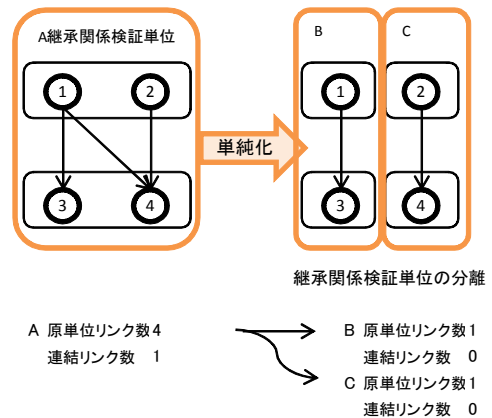 A継承関係検証単位
1
2
3
4
単純化
B
C
1
2
3
4
継承関係検証単位の分離
A 原単位リンク数4
連結リンク数 1
B 原単位リンク数1
連結リンク数 0
C 原単位リンク数1
連結リンク数 0